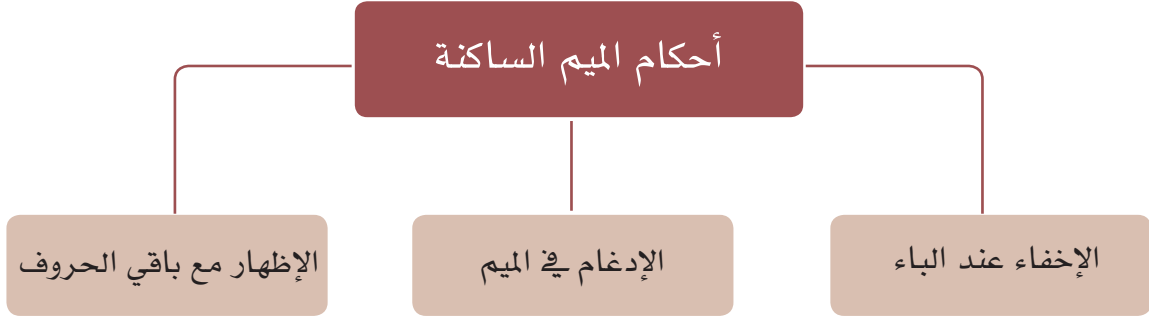 أحكام الميم الساكنة
الإخفاء عند الباء
الإدغام في الميم
الإظهار مع باقي الحروف